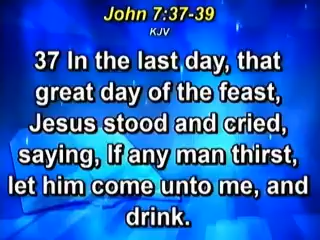 John 7:37-39
KJV
37 In the last day, that
great day of the feast,
Jesus stood and cried,
saying, If any man thirst,
let him come unto me, and
drink.